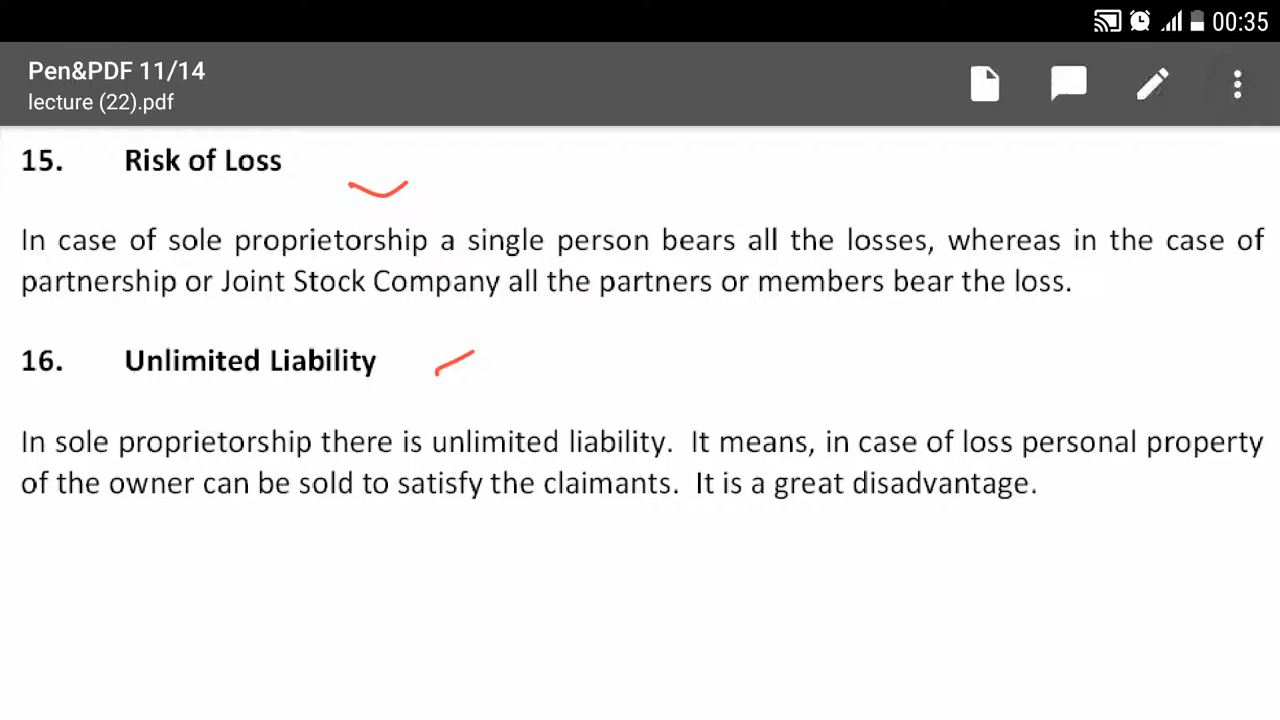 00:35
Pen&PDF 11/14
lecture (22).pdf
15. Risk of Loss
In case of sole proprietorship a single person bears all the losses, whereas in the case of
partnership or Joint Stock Company all the partners or members bear the loss.
16. Unlimited Liability
In sole proprietorship there is unlimited liability. It means, in case of loss personal property
of the owner can be sold to satisfy the claimants. It is a great disadvantage.